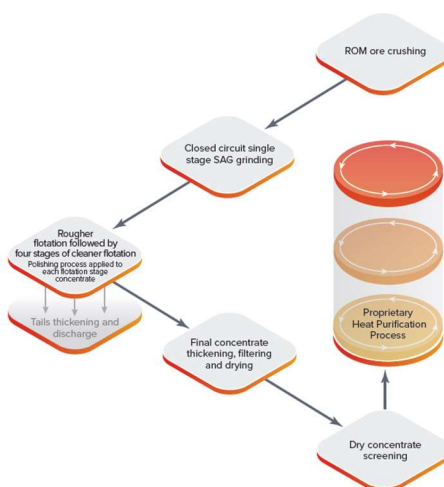 ROM ore crushing
Closed circuit single
stage SAG grinding
Rougher
flotation followed by
four stages of cleaner flotation
Polishing process applied to
each flotation stage
concentrate
Tails thickening and
discharge
Final concentrate
thickening, filtering
and drying
Proprietary
Heat Purification
Process
Dry concentrate
screening